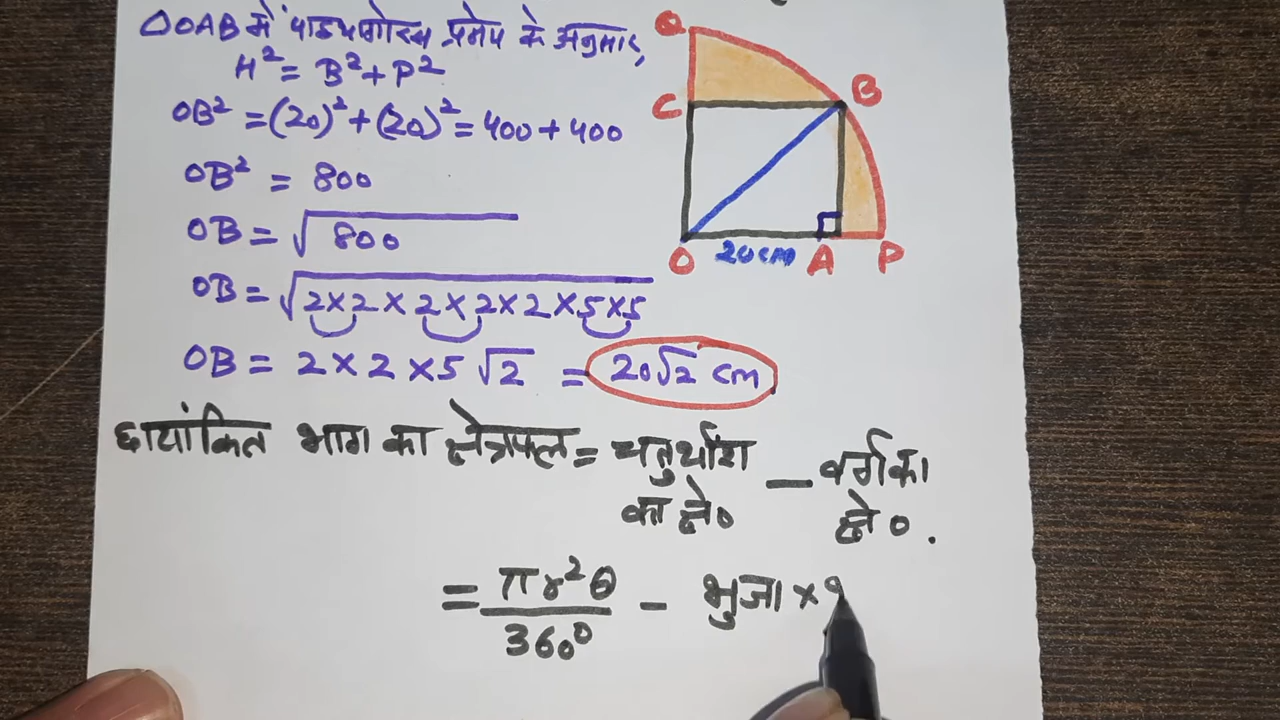 △OAB में पाइथागोरस प्रमेय के अनुसार,
H² = B² + P²
OB² = (20)² + (20)² = 400 + 400
OB² = 800
OB = √800
OB = √2×2×2×2×2×5×5
OB = 2×2×5√2 = 20√2 cm
Q
C
B
O
20cm
A
P
छायांकित भाग का क्षेत्रफल = चतुर्थांश का क्षे० – वर्ग का क्षे०.
= πr²θ/360° – भुजा ×